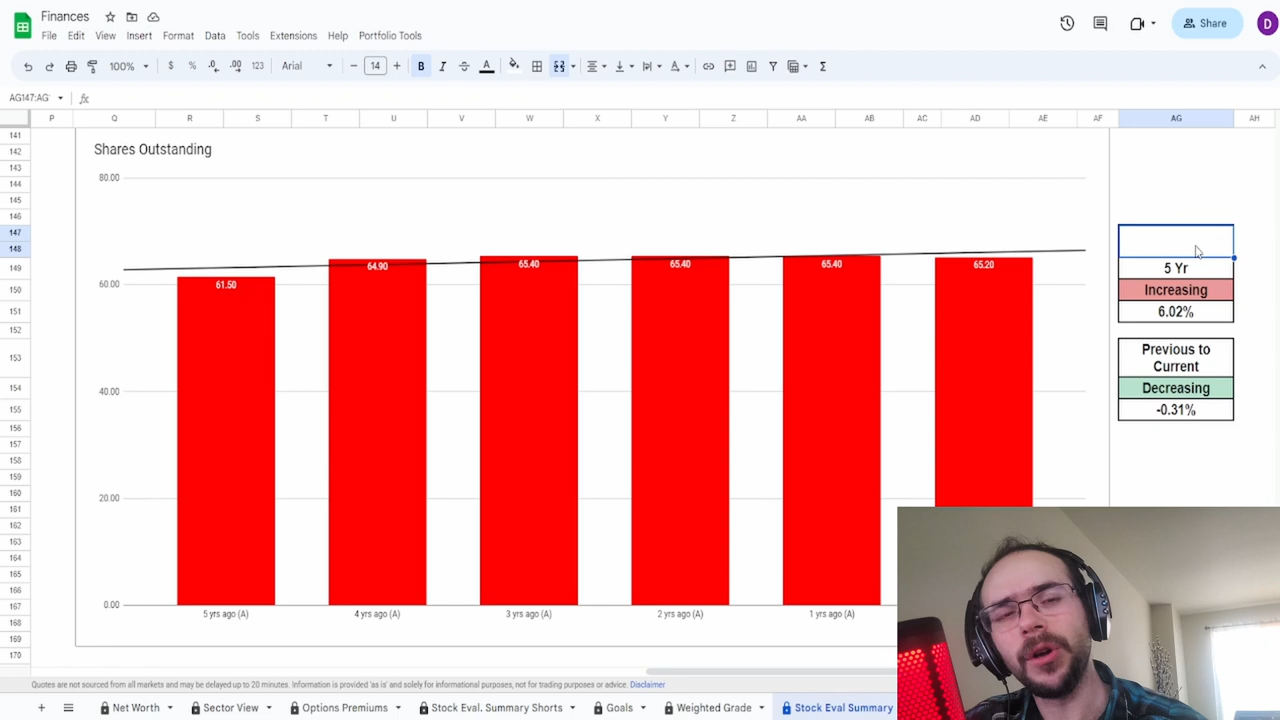 Finances
File Edit View Insert Format Data Tools Extensions Help Portfolio Tools
Share
D
100% $ % .0 .00 123 Arial 14 B I A
AG147:AG
fx
P Q R S T U V W X Y Z AA AB AC AD AE AF AG AH
141
142
143
144
145
146
147
148
149
150
151
152
153
154
155
156
157
158
159
160
161
162
163
164
165
166
167
168
169
170
Shares Outstanding
80.00
60.00
40.00
20.00
0.00
61.50
64.90
65.40
65.40
65.40
65.20
5 yrs ago (A)
4 yrs ago (A)
3 yrs ago (A)
2 yrs ago (A)
1 yrs ago (A)
5 Yr
Increasing
6.02%
Previous to
Current
Decreasing
-0.31%
Quotes are not sourced from all markets and may be delayed up to 20 minutes. Information is provided 'as is' and solely for informational purposes, not for trading purposes or advice. Disclaimer
Net Worth Sector View Options Premiums Stock Eval. Summary Shorts Goals Weighted Grade Stock Eval Summary